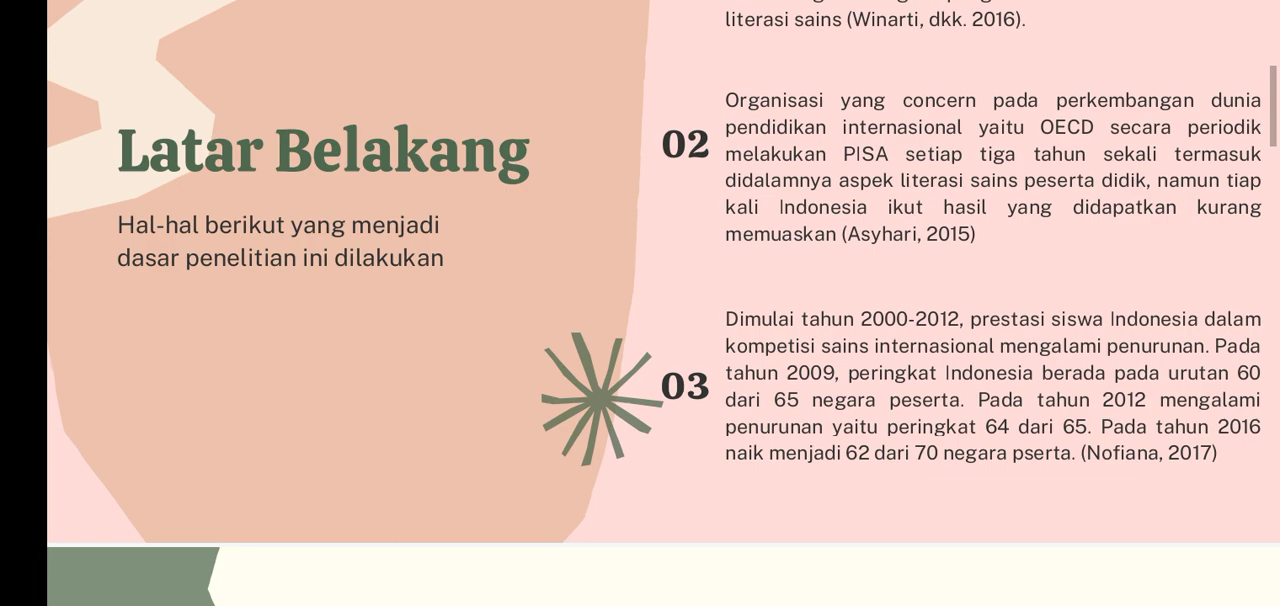 literasi sains (Winarti, dkk. 2016).
Latar Belakang
Hal-hal berikut yang menjadi
dasar penelitian ini dilakukan
02
Organisasi yang concern pada perkembangan dunia
pendidikan internasional yaitu OECD secara periodik
melakukan PISA setiap tiga tahun sekali termasuk
didalamnya aspek literasi sains peserta didik, namun tiap
kali Indonesia ikut hasil yang didapatkan kurang
memuaskan (Asyhari, 2015)
03
Dimulai tahun 2000-2012, prestasi siswa Indonesia dalam
kompetisi sains internasional mengalami penurunan. Pada
tahun 2009, peringkat Indonesia berada pada urutan 60
dari 65 negara peserta. Pada tahun 2012 mengalami
penurunan yaitu peringkat 64 dari 65. Pada tahun 2016
naik menjadi 62 dari 70 negara pserta. (Nofiana, 2017)